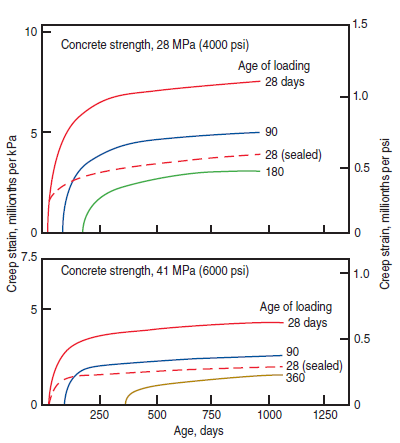 10
1.5
Concrete strength, 28 MPa (4000 psi)
Age of loading
28 days
1.0
5
90
28 (sealed)
0.5
180
0
0
Creep strain, millionths per kPa
Creep strain, millionths per psi
7.5
Concrete strength, 41 MPa (6000 psi)
1.0
Age of loading
5
28 days
0.5
90
28 (sealed)
360
0
0
250
500
750
1000
1250
Age, days